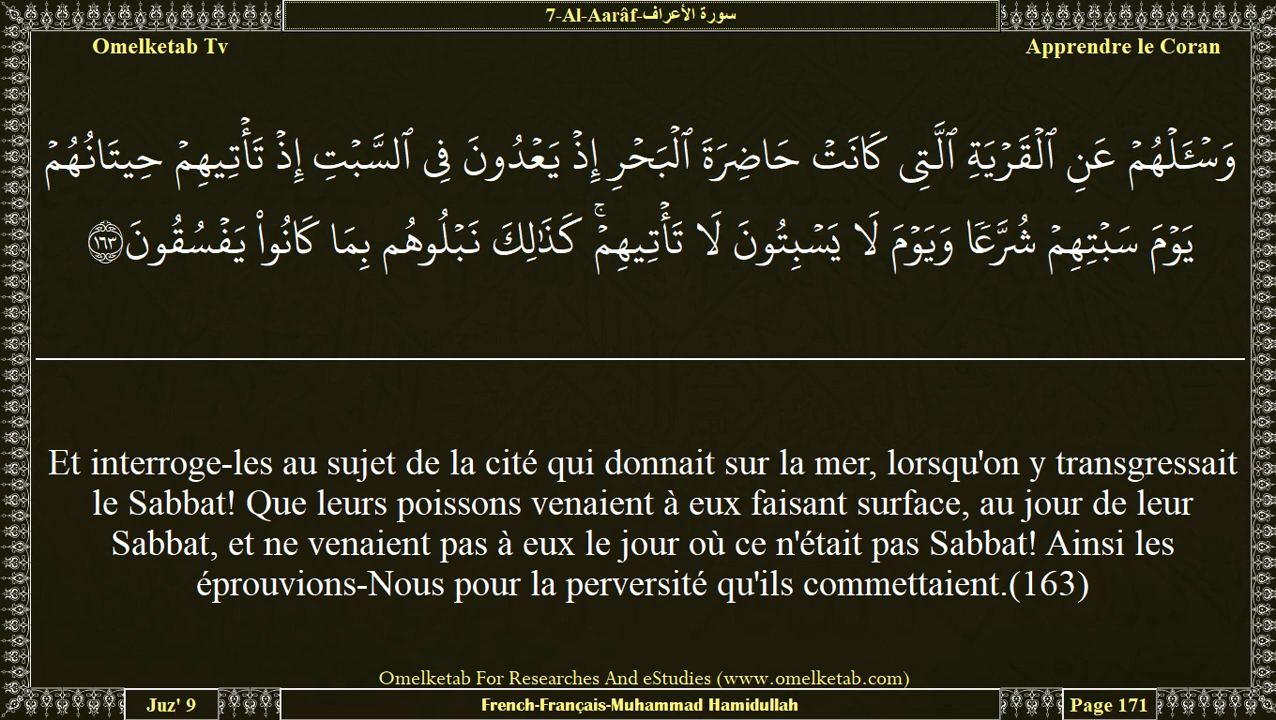 7-Al-Aarâf-سورة الأعراف
Omelketab Tv
Apprendre le Coran
وَسْـَٔلْهُمْ عَنِ ٱلْقَرْيَةِ ٱلَّتِى كَانَتْ حَاضِرَةَ ٱلْبَحْرِ إِذْ يَعْدُونَ فِى ٱلسَّبْتِ إِذْ تَأْتِيهِمْ حِيتَانُهُمْ
يَوْمَ سَبْتِهِمْ شُرَّعًا وَيَوْمَ لَا يَسْبِتُونَ لَا تَأْتِيهِمْ ۚ كَذَٰلِكَ نَبْلُوهُم بِمَا كَانُوا۟ يَفْسُقُونَ ١٦٣
Et interroge-les au sujet de la cité qui donnait sur la mer, lorsqu'on y transgressait
le Sabbat! Que leurs poissons venaient à eux faisant surface, au jour de leur
Sabbat, et ne venaient pas à eux le jour où ce n'était pas Sabbat! Ainsi les
éprouvions-Nous pour la perversité qu'ils commettaient.(163)
Omelketab For Researches And eStudies (www.omelketab.com)
Juz' 9
French-Français-Muhammad Hamidullah
Page 171